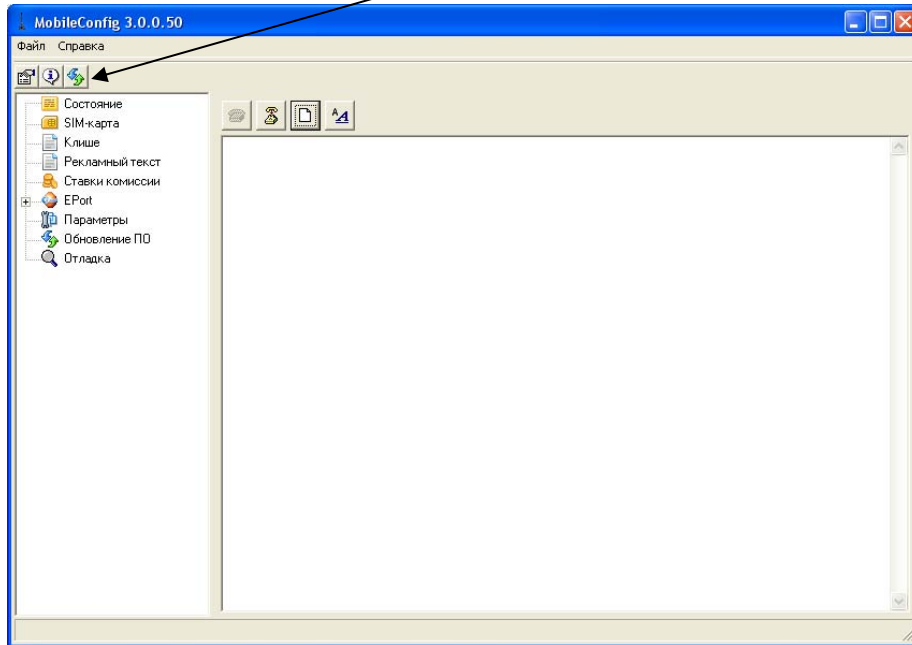 MobileConfig 3.0.0.50
Файл Справка
Состояние
SIM-карта
Клише
Рекламный текст
Ставки комиссии
EPort
Параметры
Обновление ПО
Отладка